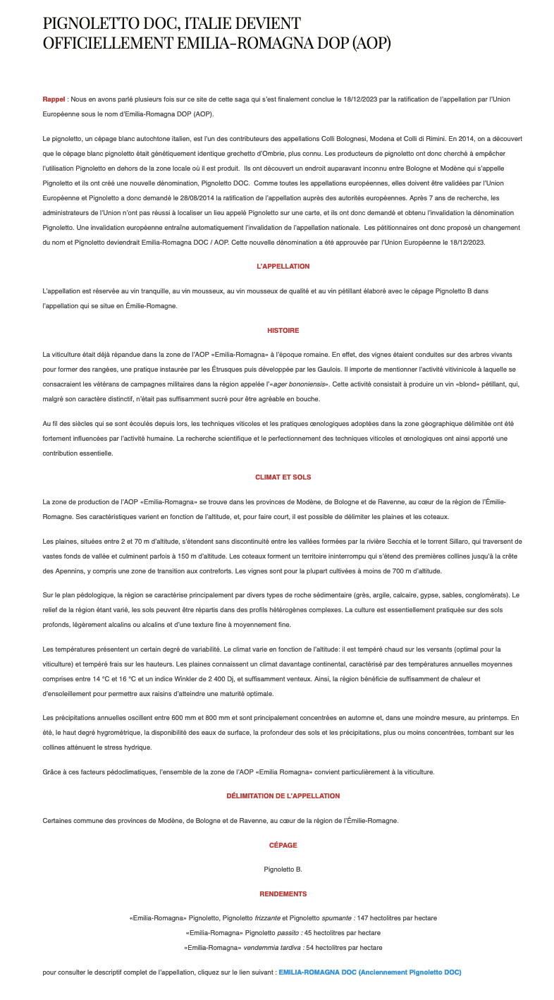 PIGNOLETTO DOC, ITALIE DEVIENT
OFFICIELLEMENT EMILIA-ROMAGNA DOP (AOP)
Rappel : Nous en avons parlé plusieurs fois sur ce site de cette saga qui s'est finalement conclue le 18/12/2023 par la ratification de l'appellation par l'Union
Européenne sous le nom d'Emilia-Romagna DOP (AOP).
Le pignoletto, un cépage blanc autochtone italien, est l'un des contributeurs des appellations Colli Bolognesi, Modena et Colli di Rimini. En 2014, on a découvert
que le cépage blanc pignoletto était génétiquement identique grechetto d'Ombrie, plus connu. Les producteurs de pignoletto ont donc cherché à empêcher
l'utilisation Pignoletto en dehors de la zone locale où il est produit.  Ils ont découvert un endroit auparavant inconnu entre Bologne et Modène qui s'appelle
Pignoletto et ils ont créé une nouvelle dénomination, Pignoletto DOC.  Comme toutes les appellations européennes, elles doivent être validées par l'Union
Européenne et Pignoletto a donc demandé le 28/08/2014 la ratification de l'appellation auprès des autorités européennes. Après 7 ans de recherche, les
administrateurs de l'Union n'ont pas réussi à localiser un lieu appelé Pignoletto sur une carte, et ils ont donc demandé et obtenu l'invalidation la dénomination
Pignoletto. Une invalidation européenne entraîne automatiquement l'invalidation de l'appellation nationale.  Les pétitionnaires ont donc proposé un changement
du nom et Pignoletto deviendrait Emilia-Romagna DOC / AOP. Cette nouvelle dénomination a été approuvée par l'Union Européenne le 18/12/2023.
L'APPELLATION
L'appellation est réservée au vin tranquille, au vin mousseux, au vin mousseux de qualité et au vin pétillant élaboré avec le cépage Pignoletto B dans
l'appellation qui se situe en Émilie-Romagne.
HISTOIRE
La viticulture était déjà répandue dans la zone de l'AOP «Emilia-Romagna» à l'époque romaine. En effet, des vignes étaient conduites sur des arbres vivants
pour former des rangées, une pratique instaurée par les Étrusques puis développée par les Gaulois. Il importe de mentionner l'activité vitivinicole à laquelle se
consacraient les vétérans de campagnes militaires dans la région appelée l'«ager bononiensis». Cette activité consistait à produire un vin «blond» pétillant, qui,
malgré son caractère distinctif, n'était pas suffisamment sucré pour être agréable en bouche.
Au fil des siècles qui se sont écoulés depuis lors, les techniques viticoles et les pratiques œnologiques adoptées dans la zone géographique délimitée ont été
fortement influencées par l'activité humaine. La recherche scientifique et le perfectionnement des techniques viticoles et œnologiques ont ainsi apporté une
contribution essentielle.
CLIMAT ET SOLS
La zone de production de l'AOP «Emilia-Romagna» se trouve dans les provinces de Modène, de Bologne et de Ravenne, au cœur de la région de l'Émilie-
Romagne. Ses caractéristiques varient en fonction de l'altitude, et, pour faire court, il est possible de délimiter les plaines et les coteaux.
Les plaines, situées entre 2 et 70 m d'altitude, s'étendent sans discontinuité entre les vallées formées par la rivière Secchia et le torrent Sillaro, qui traversent de
vastes fonds de vallée et culminent parfois à 150 m d'altitude. Les coteaux forment un territoire ininterrompu qui s'étend des premières collines jusqu'à la crête
des Apennins, y compris une zone de transition aux contreforts. Les vignes sont pour la plupart cultivées à moins de 700 m d'altitude.
Sur le plan pédologique, la région se caractérise principalement par divers types de roche sédimentaire (grès, argile, calcaire, gypse, sables, conglomérats). Le
relief de la région étant varié, les sols peuvent être répartis dans des profils hétérogènes complexes. La culture est essentiellement pratiquée sur des sols
profonds, légèrement alcalins ou alcalins et d'une texture fine à moyennement fine.
Les températures présentent un certain degré de variabilité. Le climat varie en fonction de l'altitude: il est tempéré chaud sur les versants (optimal pour la
viticulture) et tempéré frais sur les hauteurs. Les plaines connaissent un climat davantage continental, caractérisé par des températures annuelles moyennes
comprises entre 14 °C et 16 °C et un indice Winkler de 2 400 Dj, et suffisamment venteux. Ainsi, la région bénéficie de suffisamment de chaleur et
d'ensoleillement pour permettre aux raisins d'atteindre une maturité optimale.
Les précipitations annuelles oscillent entre 600 mm et 800 mm et sont principalement concentrées en automne et, dans une moindre mesure, au printemps. En
été, le haut degré hygrométrique, la disponibilité des eaux de surface, la profondeur des sols et les précipitations, plus ou moins concentrées, tombant sur les
collines atténuent le stress hydrique.
Grâce à ces facteurs pédoclimatiques, l'ensemble de la zone de l'AOP «Emilia Romagna» convient particulièrement à la viticulture.
DÉLIMITATION DE L'APPELLATION
Certaines commune des provinces de Modène, de Bologne et de Ravenne, au cœur de la région de l'Émilie-Romagne.
CÉPAGE
Pignoletto B.
RENDEMENTS
«Emilia-Romagna» Pignoletto, Pignoletto frizzante et Pignoletto spumante : 147 hectolitres par hectare
«Emilia-Romagna» Pignoletto passito : 45 hectolitres par hectare
«Emilia-Romagna» vendemmia tardiva : 54 hectolitres par hectare
pour consulter le descriptif complet de l'appellation, cliquez sur le lien suivant : EMILIA-ROMAGNA DOC (Anciennement Pignoletto DOC)